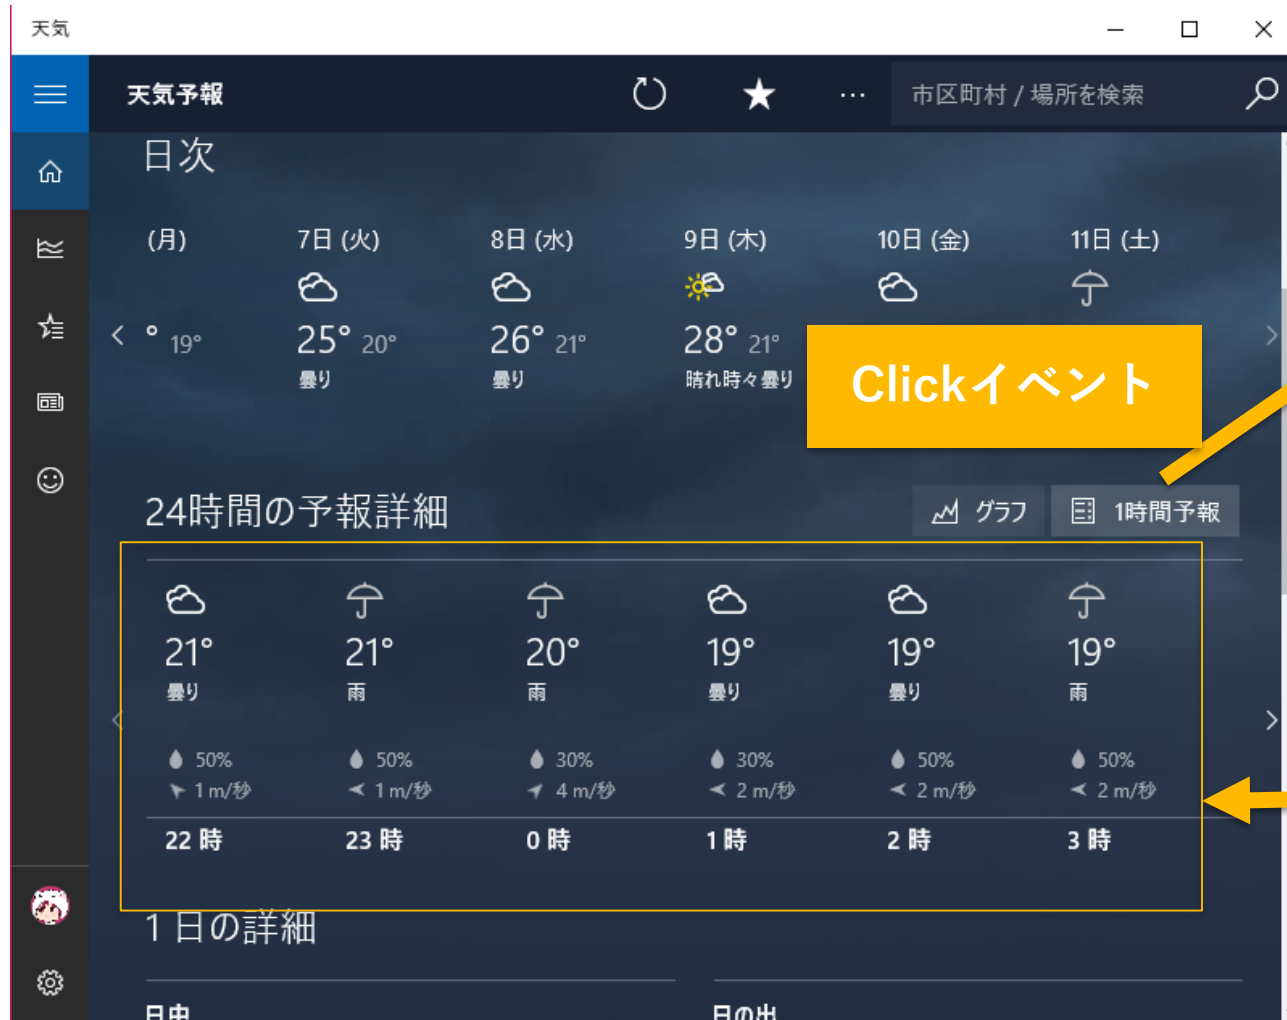 天気
天気予報
市区町村 / 場所を検索
日次
(月) 7日 (火) 8日 (水) 9日 (木) 10日 (金) 11日 (土)
° 19° 25° 20° 26° 21° 28° 21°
曇り 曇り 晴れ時々曇り
Clickイベント
24時間の予報詳細 グラフ 1時間予報
21° 21° 20° 19° 19° 19°
曇り 雨 雨 曇り 曇り 雨
50% 50% 30% 30% 50% 50%
1 m/秒 1 m/秒 4 m/秒 2 m/秒 2 m/秒 2 m/秒
22 時 23 時 0 時 1 時 2 時 3 時
1 日の詳細
日中 日の出